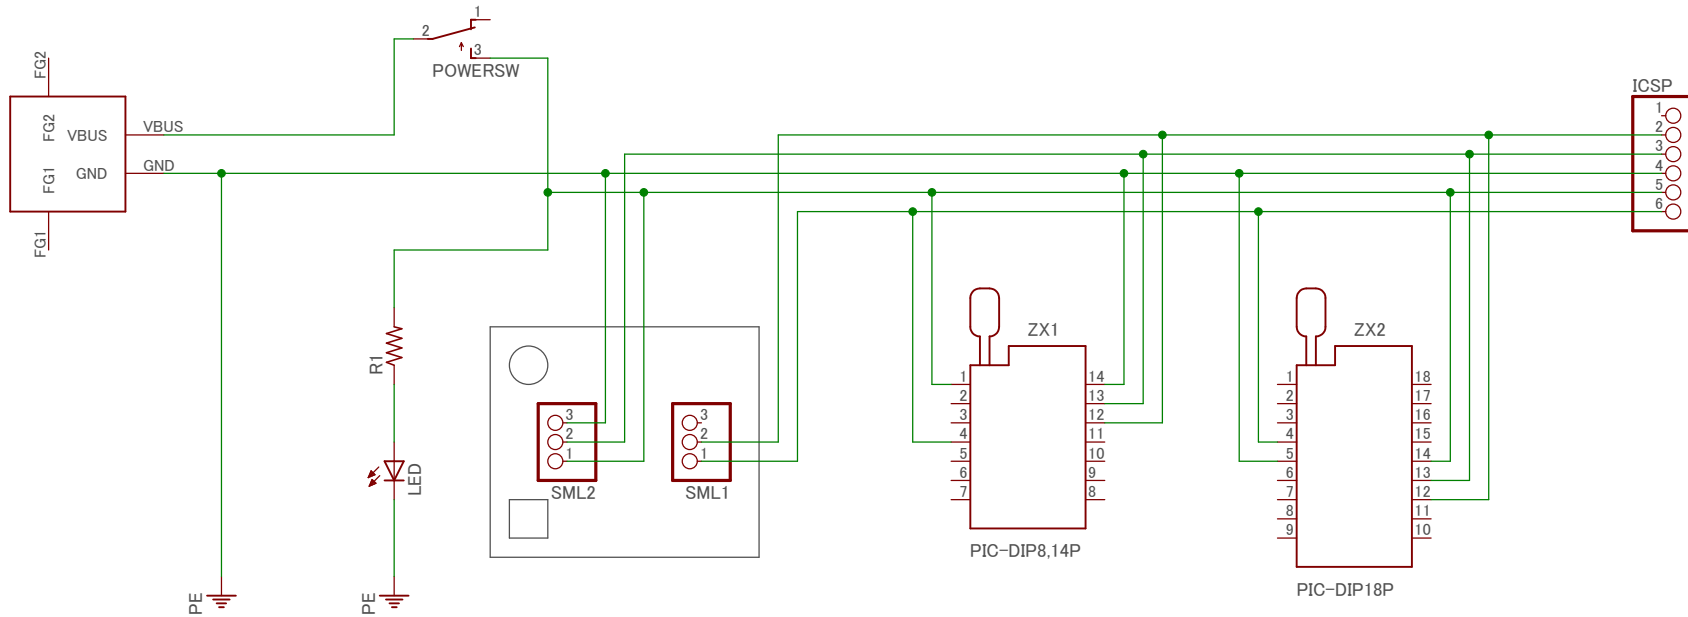 1
2
3
POWERSW
FG2
FG2
VBUS
VBUS
FG1
GND
GND
FG1
ICSP
1
2
3
4
5
6
R1
LED
PE
PE
3
2
1
SML2
3
2
1
SML1
ZX1
1
2
3
4
5
6
7
14
13
12
11
10
9
8
PIC-DIP8,14P
ZX2
1
2
3
4
5
6
7
8
9
18
17
16
15
14
13
12
11
10
PIC-DIP18P